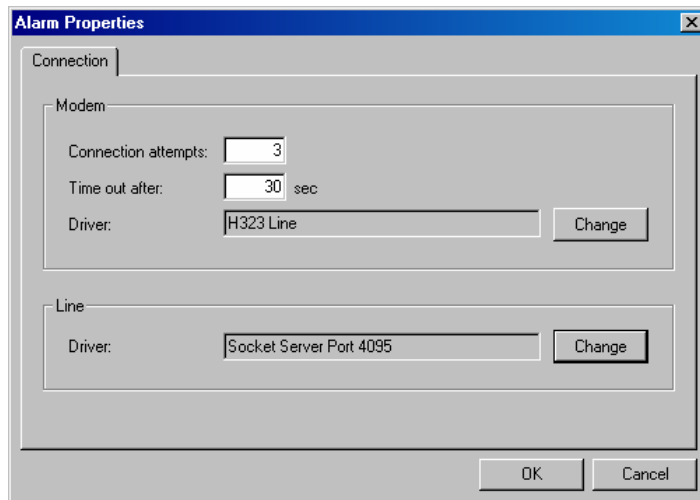 Alarm Properties
Connection
Modem
Connection attempts: 3
Time out after: 30 sec
Driver: H323 Line Change
Line
Driver: Socket Server Port 4095 Change
OK Cancel